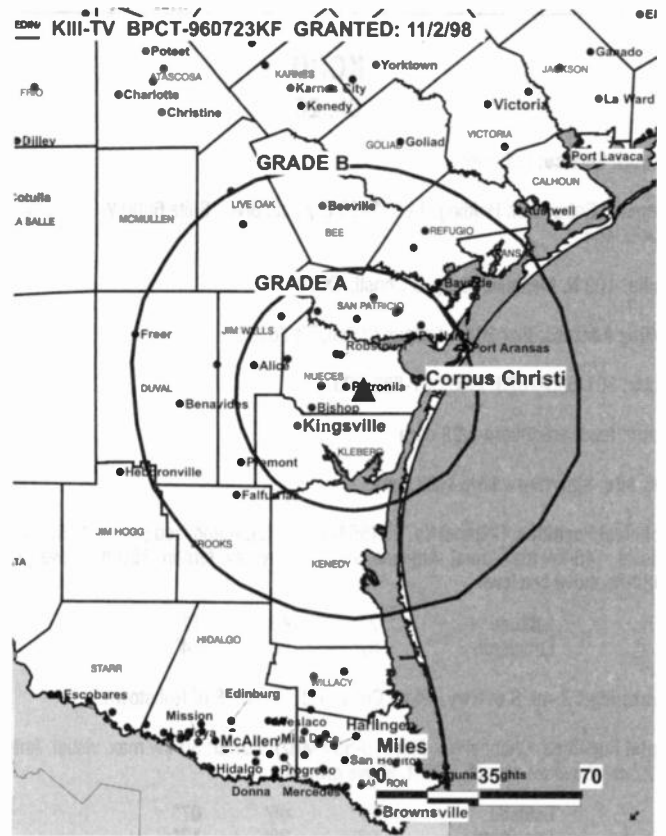 KIII-TV BPCT-960723KF GRANTED: 11/2/98
Poteet
ATASCOSA
KARNES
Yorktown
JACKSON
Ganado
FRIO
Charlotte
Karnes City
Kenedy
Christine
Victoria
La Ward
VICTORIA
Dilley
GOLIAD
Goliad
Port Lavaca
GRADE B
CALHOUN
LA SALLE
MCMULLEN
LIVE OAK
Beeville
BEE
REFUGIO
GRADE A
SAN PATRICIO
Freer
JIM WELLS
Port Aransas
Alice
NUECES
Corpus Christi
DUVAL
Benavides
Bishop
Kingsville
KLEBERG
Premont
Hebbronville
Falfurrias
JIM HOGG
BROOKS
KENEDY
HIDALGO
STARR
WILLACY
Escobares
Edinburg
Mission
Weslaco
Harlingen
McAllen
Miles
Hidalgo
Progreso
0 35 70
Donna
Mercedes
Brownsville